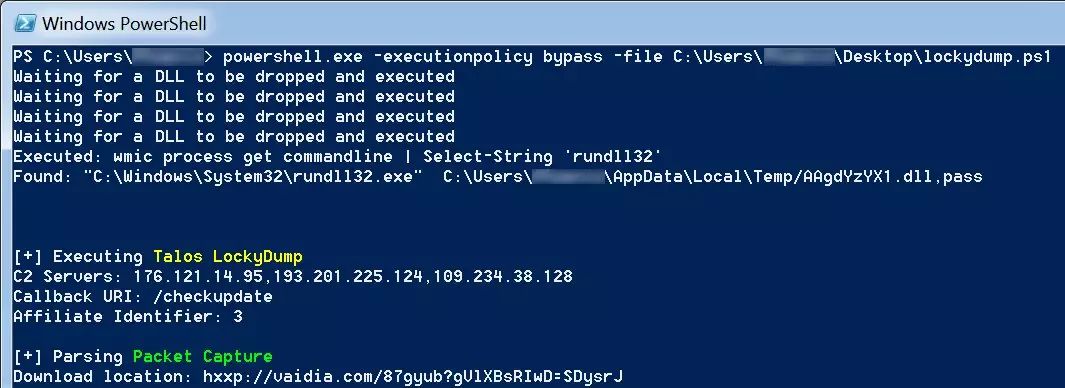 Windows PowerShell
PS C:\Users\ > powershell.exe -executionpolicy bypass -file C:\Users\ \Desktop\lockydump.ps1
Waiting for a DLL to be dropped and executed
Waiting for a DLL to be dropped and executed
Waiting for a DLL to be dropped and executed
Waiting for a DLL to be dropped and executed
Executed: wmic process get commandline | Select-String 'rundll32'
Found: "C:\Windows\System32\rundll32.exe"  C:\Users\ \AppData\Local\Temp/AAgdYzYX1.dll,pass
[+] Executing Talos LockyDump
C2 Servers: 176.121.14.95,193.201.225.124,109.234.38.128
Callback URI: /checkupdate
Affiliate Identifier: 3
[+] Parsing Packet Capture
Download location: hxxp://vaidia.com/87gyub?gUlXBsRIwD=SDysrJ